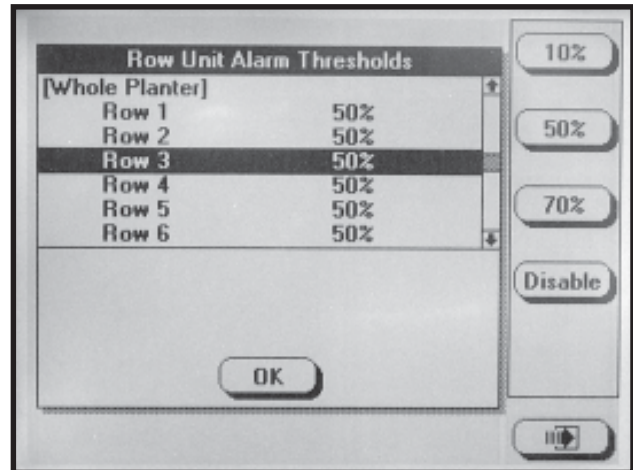 Row Unit Alarm Thresholds
[Whole Planter]
Row 1 50%
Row 2 50%
Row 3 50%
Row 4 50%
Row 5 50%
Row 6 50%
OK
10%
50%
70%
Disable